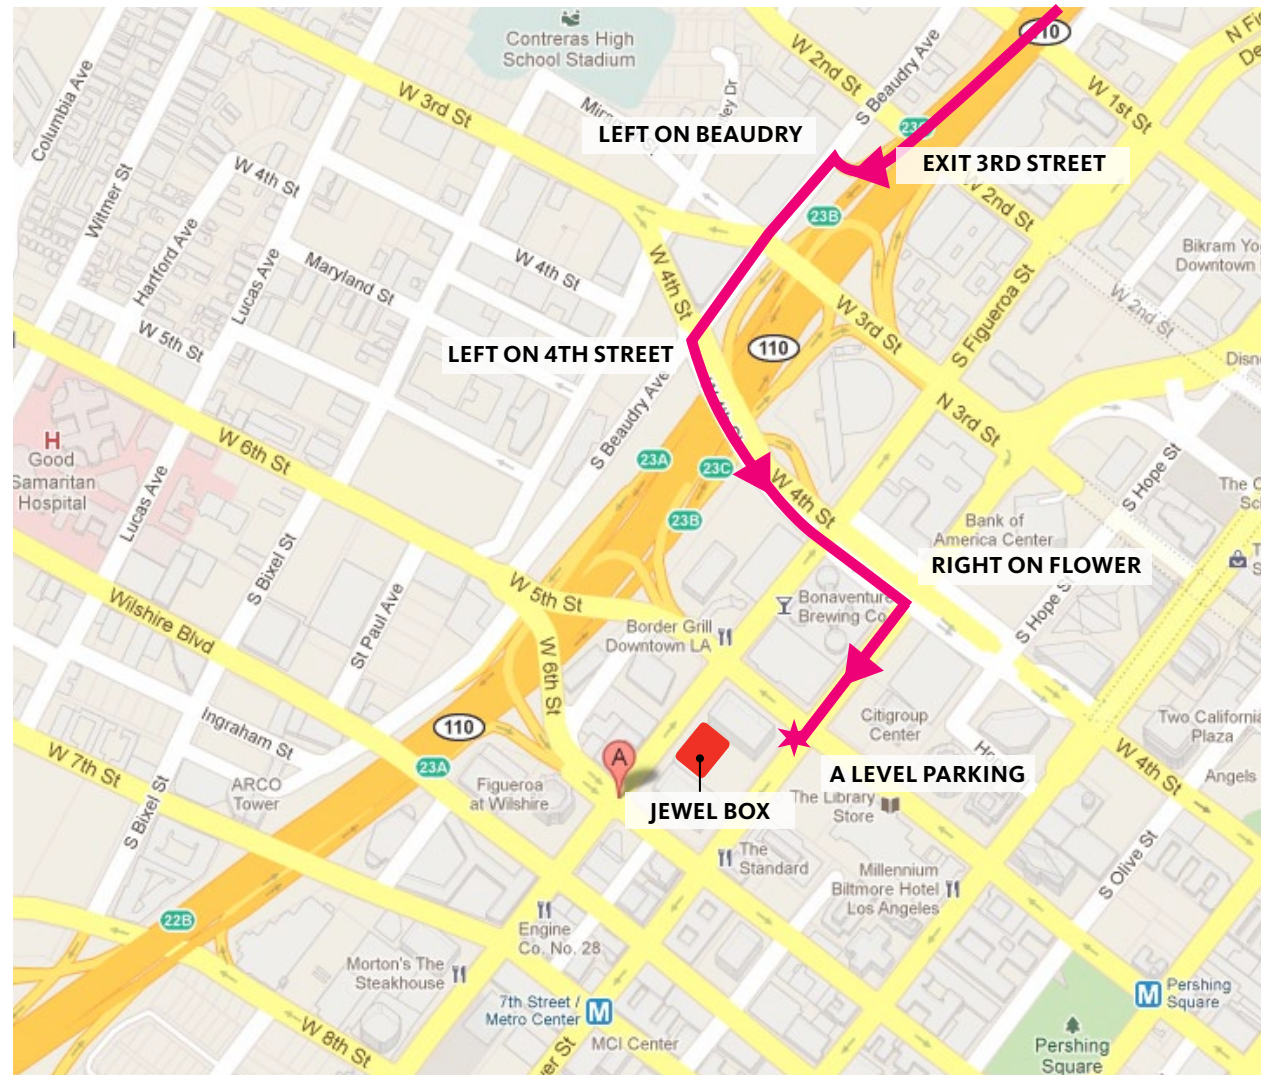 Contreras High
School Stadium
W 2nd St
S Beaudry Ave
110
W 1st St
Columbia Ave
W 3rd St
LEFT ON BEAUDRY
EXIT 3RD STREET
W 4th St
Witmer St
W 2nd St
23B
Hartford Ave
Lucas Ave
Maryland St
W 4th St
W 4th St
S Figueroa St
W 2nd St
Bikram Yo
Downtown
W 5th St
W 3rd St
LEFT ON 4TH STREET
110
N 3rd St
H
Good
Samaritan
Hospital
W 6th St
S Beaudry Ave
23A
23C
23B
W 4th St
S Hope St
Lucas Ave
S Bixel St
Bank of
America Center
RIGHT ON FLOWER
Wilshire Blvd
St Paul Ave
W 5th St
Bonaventure
Brewing Co
S Hope St
Border Grill
Downtown LA
W 6th St
Ingraham St
110
Citigroup
Center
Two California
Plaza
W 7th St
23A
A
A LEVEL PARKING
W 4th St
Angels
ARCO
Tower
Figueroa
at Wilshire
JEWEL BOX
The Library
Store
S Bixel St
The
Standard
Millennium
Biltmore Hotel
Los Angeles
S Olive St
22B
Engine
Co. No. 28
Morton's The
Steakhouse
7th Street /
Metro Center
M
W 8th St
MCI Center
M
Pershing
Square
Pershing
Square